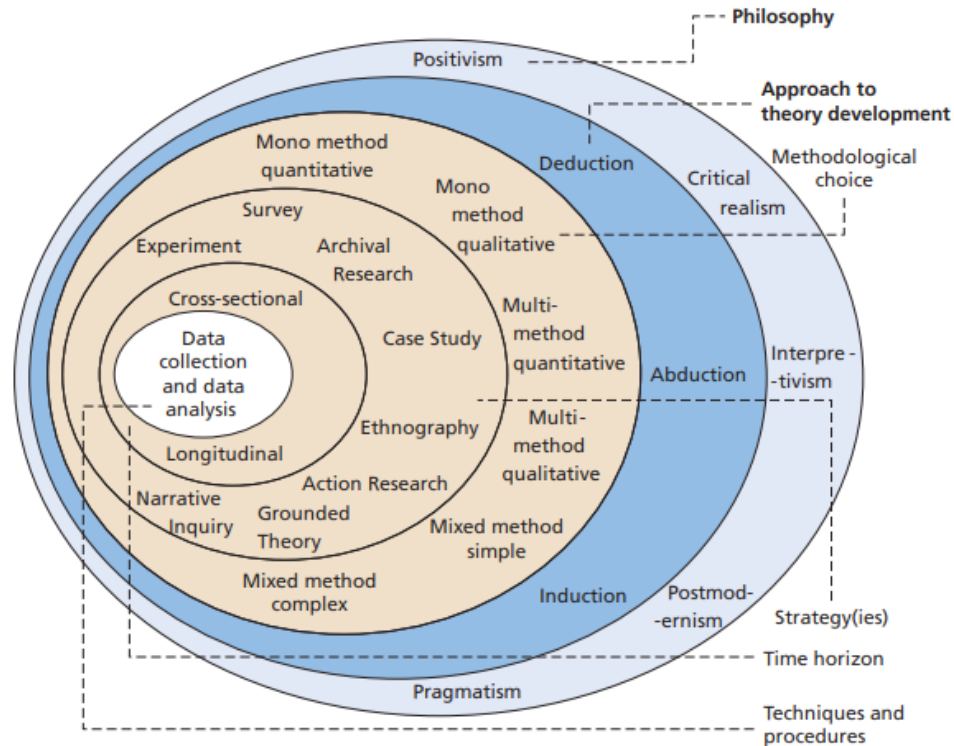 Philosophy
Positivism
Approach to
theory development
Mono method
quantitative
Deduction
Methodological
choice
Critical
realism
Mono
method
qualitative
Survey
Experiment
Archival
Research
Cross-sectional
Multi-
method
quantitative
Case Study
Data
collection
and data
analysis
Abduction
Interpre -
-tivism
Ethnography
Multi-
method
qualitative
Longitudinal
Action Research
Narrative
Inquiry
Grounded
Theory
Mixed method
simple
Mixed method
complex
Induction
Postmod-
-ernism
Strategy(ies)
Time horizon
Pragmatism
Techniques and
procedures